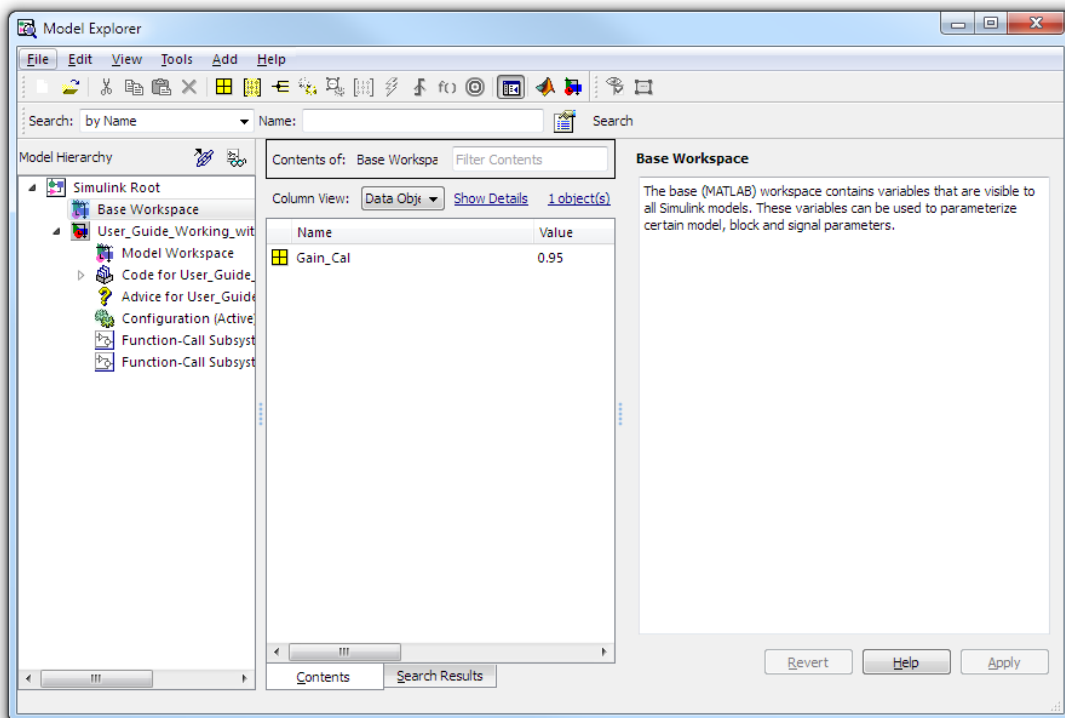 Model Explorer
File Edit View Tools Add Help
f()
Search: by Name Name: Search
Model Hierarchy
Simulink Root
Base Workspace
User_Guide_Working_wit
Model Workspace
Code for User_Guide_
Advice for User_Guide
Configuration (Active)
Function-Call Subsyst
Function-Call Subsyst
Contents of: Base Workspa Filter Contents
Column View: Data Obje Show Details 1 object(s)
Name Value
Gain_Cal 0.95
Contents Search Results
Base Workspace
The base (MATLAB) workspace contains variables that are visible to
all Simulink models. These variables can be used to parameterize
certain model, block and signal parameters.
Revert Help Apply